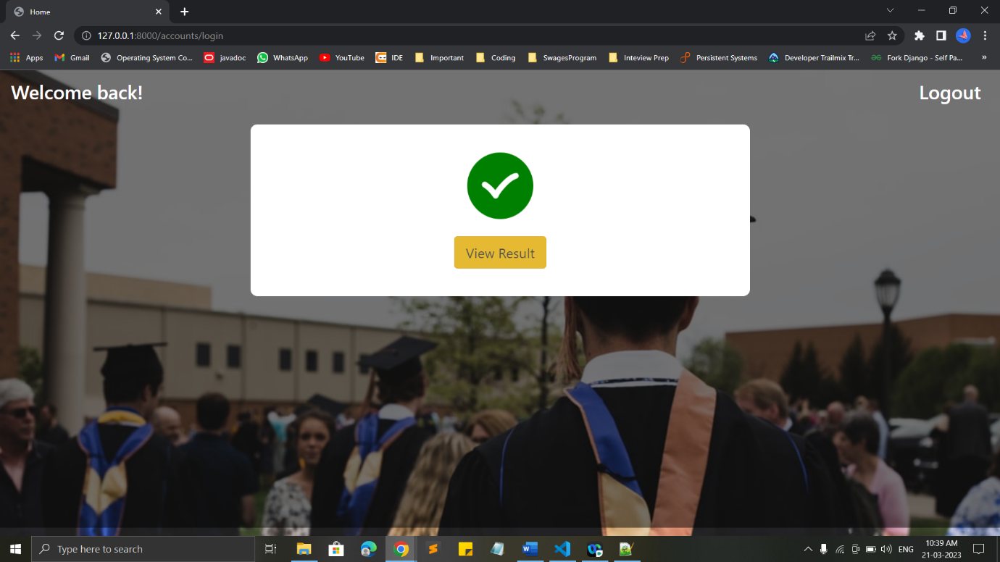 Home
127.0.0.1:8000/accounts/login
Apps Gmail Operating System Co... javadoc WhatsApp YouTube IDE Important Coding SwagesProgram Inteview Prep Persistent Systems Developer Trailmix Tr... Fork Django - Self Pa... »
Welcome back! Logout
View Result
Type here to search
ENG
10:39 AM
21-03-2023